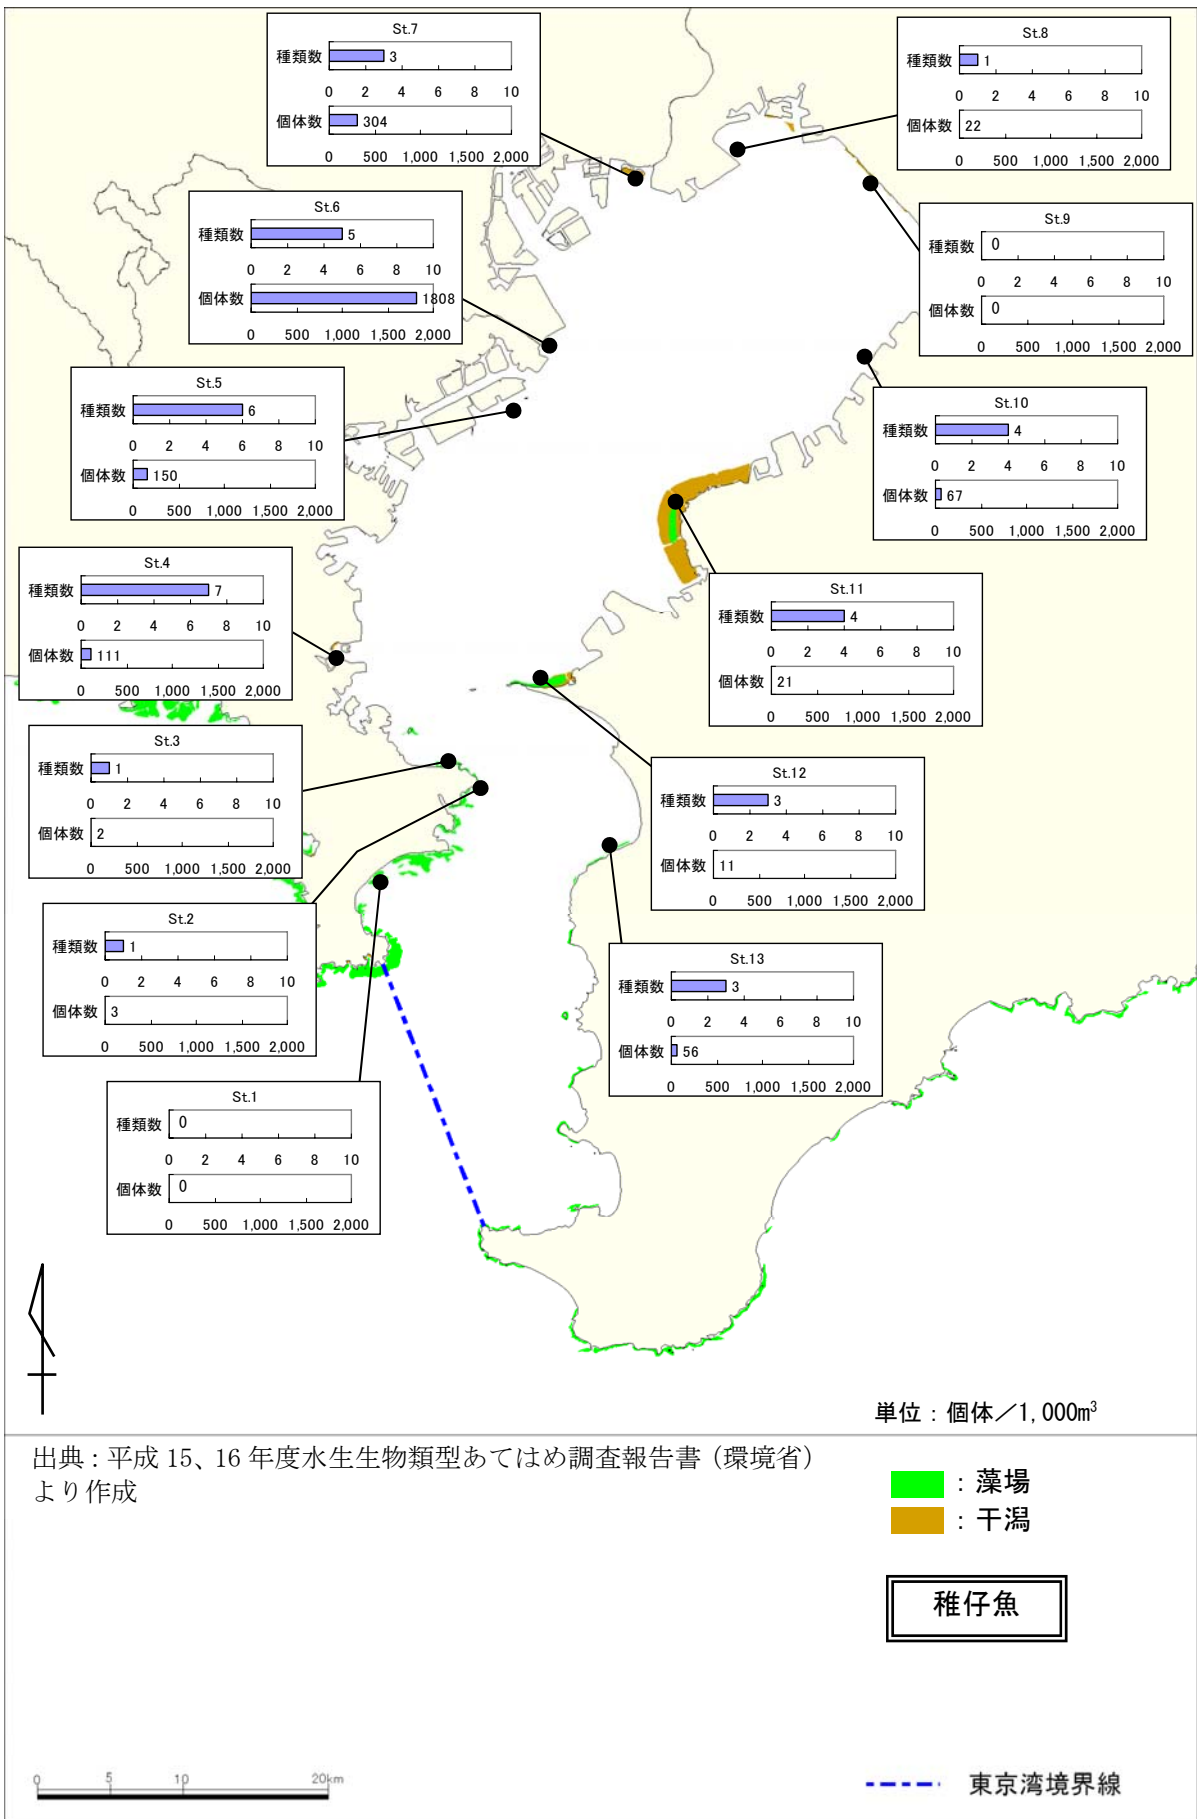 St.7
種類数 3
0 2 4 6 8 10
個体数 304
0 500 1,000 1,500 2,000
St.8
種類数 1
0 2 4 6 8 10
個体数 22
0 500 1,000 1,500 2,000
St.6
種類数 5
0 2 4 6 8 10
個体数 1808
0 500 1,000 1,500 2,000
St.9
種類数 0
0 2 4 6 8 10
個体数 0
0 500 1,000 1,500 2,000
St.5
種類数 6
0 2 4 6 8 10
個体数 150
0 500 1,000 1,500 2,000
St.10
種類数 4
0 2 4 6 8 10
個体数 67
0 500 1,000 1,500 2,000
St.4
種類数 7
0 2 4 6 8 10
個体数 111
0 500 1,000 1,500 2,000
St.11
種類数 4
0 2 4 6 8 10
個体数 21
0 500 1,000 1,500 2,000
St.3
種類数 1
0 2 4 6 8 10
個体数 2
0 500 1,000 1,500 2,000
St.12
種類数 3
0 2 4 6 8 10
個体数 11
0 500 1,000 1,500 2,000
St.2
種類数 1
0 2 4 6 8 10
個体数 3
0 500 1,000 1,500 2,000
St.13
種類数 3
0 2 4 6 8 10
個体数 56
0 500 1,000 1,500 2,000
St.1
種類数 0
0 2 4 6 8 10
個体数 0
0 500 1,000 1,500 2,000
単位：個体／1,000m³
出典：平成 15、16 年度水生生物類型あてはめ調査報告書（環境省）
より作成
：藻場
：干潟
稚仔魚
0 5 10 20km
東京湾境界線